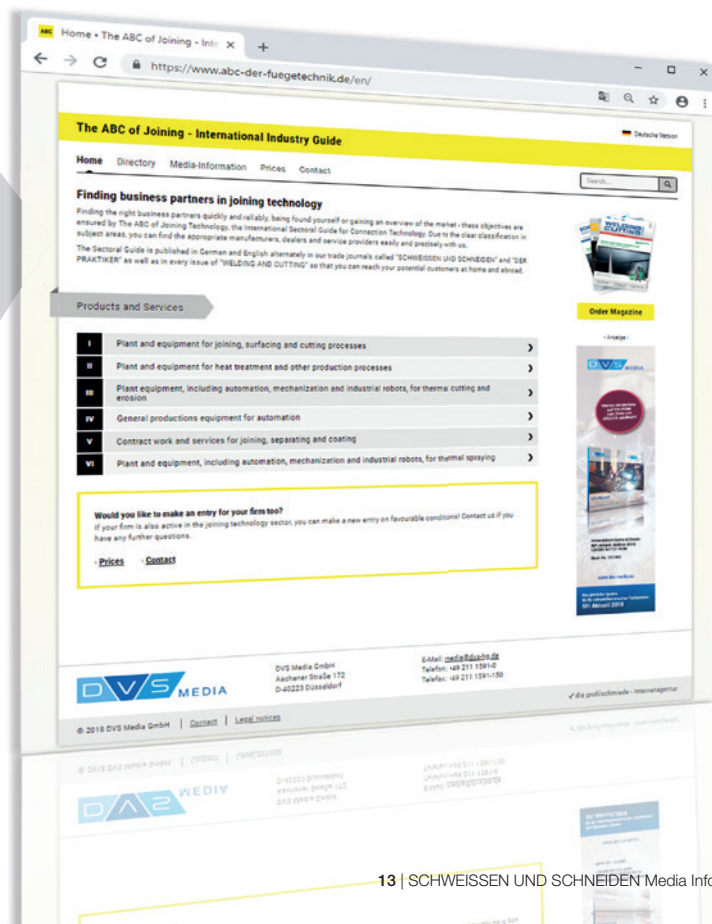 ABC Home • The ABC of Joining - Inte × +
https://www.abc-der-fuegetechnik.de/en/
The ABC of Joining - International Industry Guide
Deutsche Version
Home Directory Media-Information Prices Contact
Search...
Finding business partners in joining technology
Finding the right business partners quickly and reliably, being found yourself or gaining an overview of the market - these objectives are
ensured by The ABC of Joining Technology, the International Sectoral Guide for Connection Technology. Due to the clear classification in
subject areas, you can find the appropriate manufacturers, dealers and service providers easily and precisely with us.
The Sectoral Guide is published in German and English alternately in our trade journals called "SCHWEISSEN UND SCHNEIDEN" and "DER
PRAKTIKER" as well as in every issue of "WELDING AND CUTTING" so that you can reach your potential customers at home and abroad.
WELDING
CUTTING
Order Magazine
- Anzeige -
Products and Services
I Plant and equipment for joining, surfacing and cutting processes
II Plant and equipment for heat treatment and other production processes
III Plant equipment, including automation, mechanization and industrial robots, for thermal cutting and
erosion
IV General productions equipment for automation
V Contract work and services for joining, separating and coating
VI Plant and equipment, including automation, mechanization and industrial robots, for thermal spraying
DVS MEDIA
Would you like to make an entry for your firm too?
If your firm is also active in the joining technology sector, you can make a new entry on favourable conditions! Contact us if you
have any further questions.
Prices Contact
DVS MEDIA
DVS Media GmbH
Aachener Straße 172
D-40223 Düsseldorf
E-Mail: media@dvs-hg.de
Telefon: +49 211 1591-0
Telefax: +49 211 1591-150
© 2018 DVS Media GmbH | Contact | Legal notices
die profilschmiede - Internetagentur
13 | SCHWEISSEN UND SCHNEIDEN Media Info